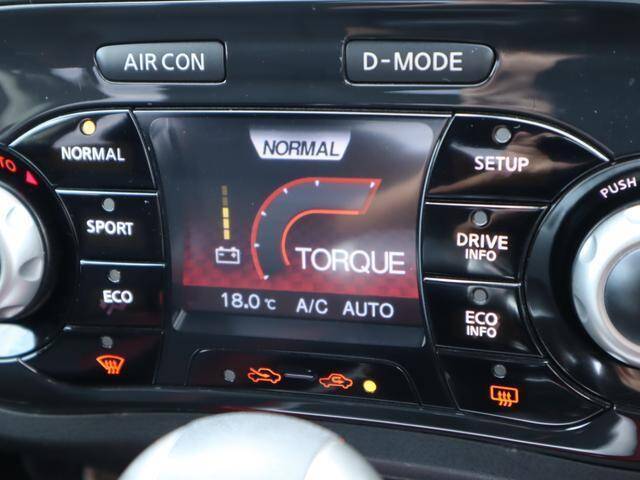 AIR CON
D-MODE
NORMAL
NORMAL
SETUP
PUSH
SPORT
DRIVE
INFO
TORQUE
ECO
18.0°C A/C AUTO
ECO
INFO